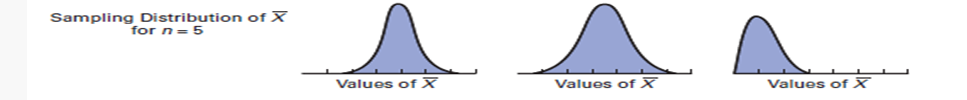 Sampling Distribution of X̅
for n = 5
Values of X̅
Values of X̅
Values of X̅